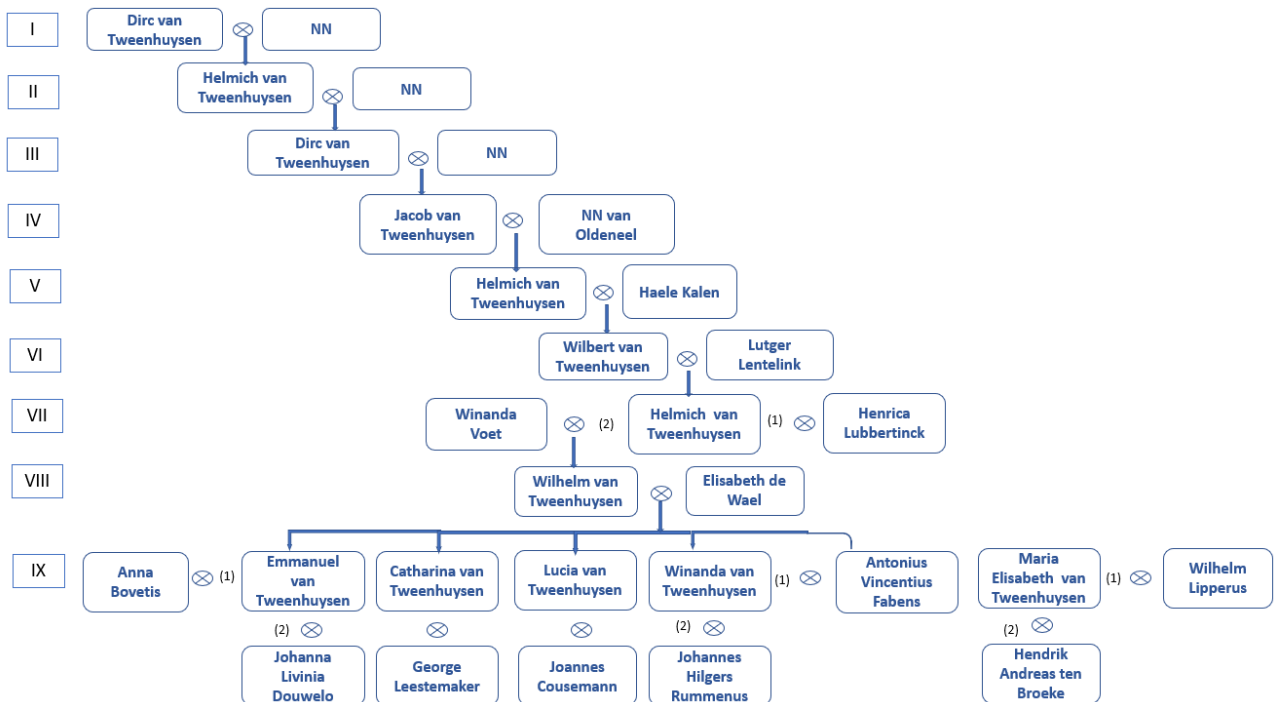 I
Dirc van
Tweenhuysen
NN
II
Helmich van
Tweenhuysen
NN
III
Dirc van
Tweenhuysen
NN
IV
Jacob van
Tweenhuysen
NN van
Oldeneel
V
Helmich van
Tweenhuysen
Haele Kalen
VI
Wilbert van
Tweenhuysen
Lutger
Lentelink
VII
Winanda
Voet
(2)
Helmich van
Tweenhuysen
(1)
Henrica
Lubbertinck
VIII
Wilhelm van
Tweenhuysen
Elisabeth de
Wael
IX
Anna
Bovetis
(1)
Emmanuel
van
Tweenhuysen
Catharina van
Tweenhuysen
Lucia van
Tweenhuysen
Winanda van
Tweenhuysen
(1)
Antonius
Vincentius
Fabens
Maria
Elisabeth van
Tweenhuysen
(1)
Wilhelm
Lipperus
(2)
Johanna
Livinia
Douwelo
George
Leestemaker
Joannes
Cousemann
(2)
Johannes
Hilgers
Rummenus
(2)
Hendrik
Andreas ten
Broeke